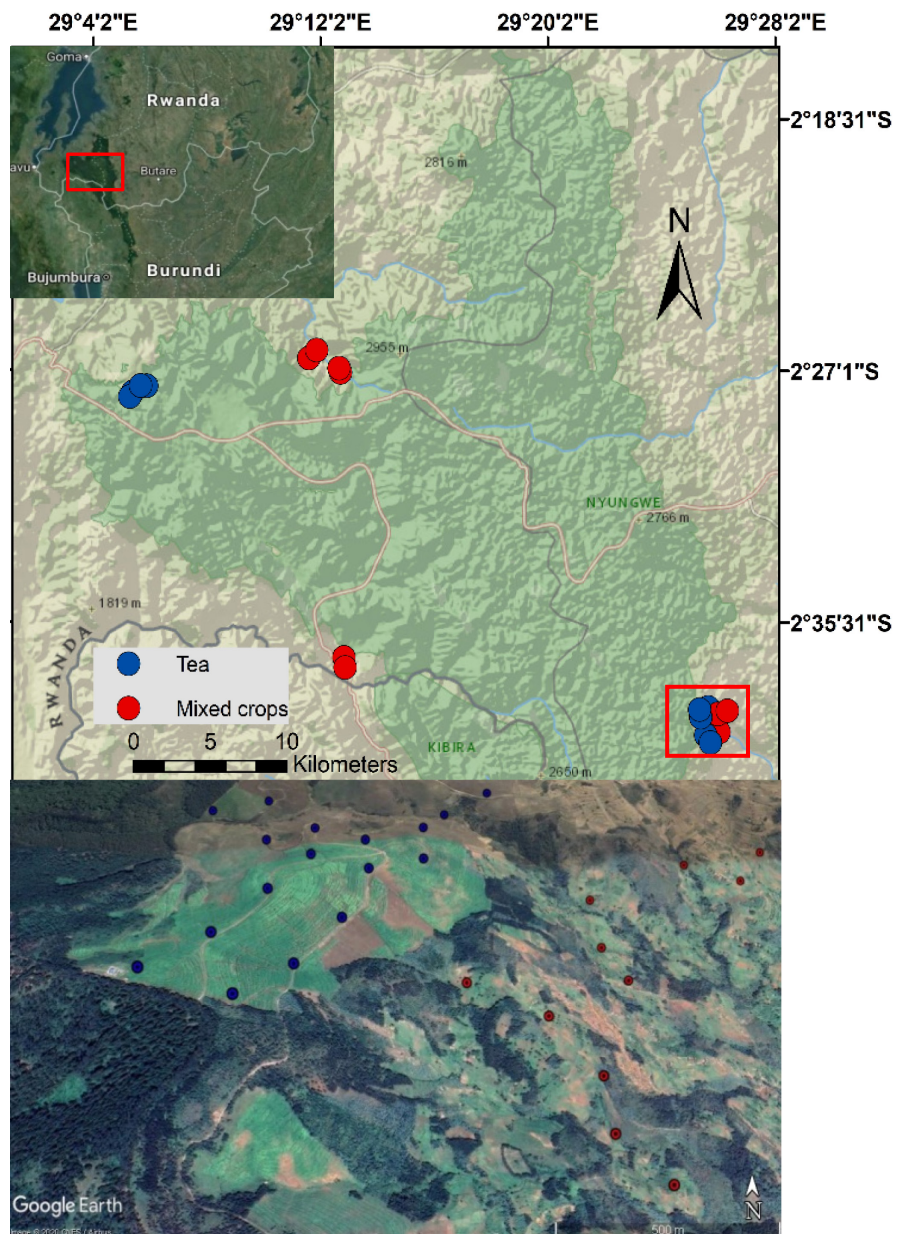 29°4'2"E 29°12'2"E 29°20'2"E 29°28'2"E
Goma
Rwanda
2°18'31"S
avu
Butare
2816 m
N
Bujumbura
Burundi
2955 m
2°27'1"S
NYUNGWE
2766 m
1819 m
2°35'31"S
RWANDA
Tea
Mixed crops
0 5 10
Kilometers
KIBIRA
2650 m
Google Earth
N
500 m